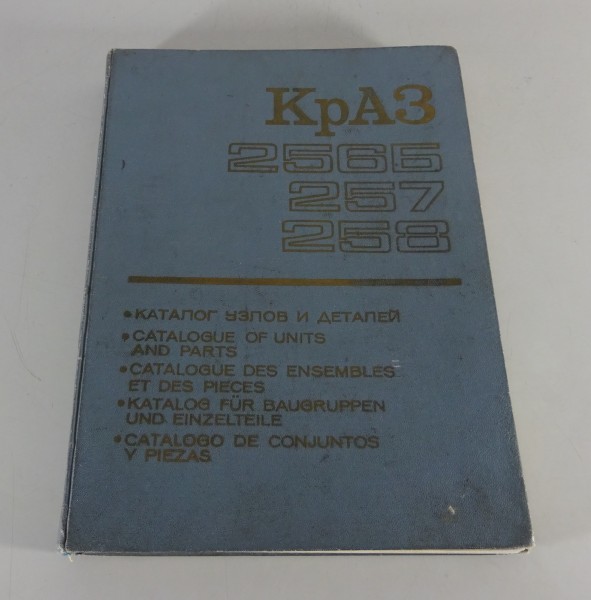 КрАЗ
256Б
257
258
• КАТАЛОГ УЗЛОВ И ДЕТАЛЕЙ
• CATALOGUE OF UNITS
AND PARTS
• CATALOGUE DES ENSEMBLES
ET DES PIECES
• KATALOG FÜR BAUGRUPPEN
UND EINZELTEILE
• CATALOGO DE CONJUNTOS
Y PIEZAS